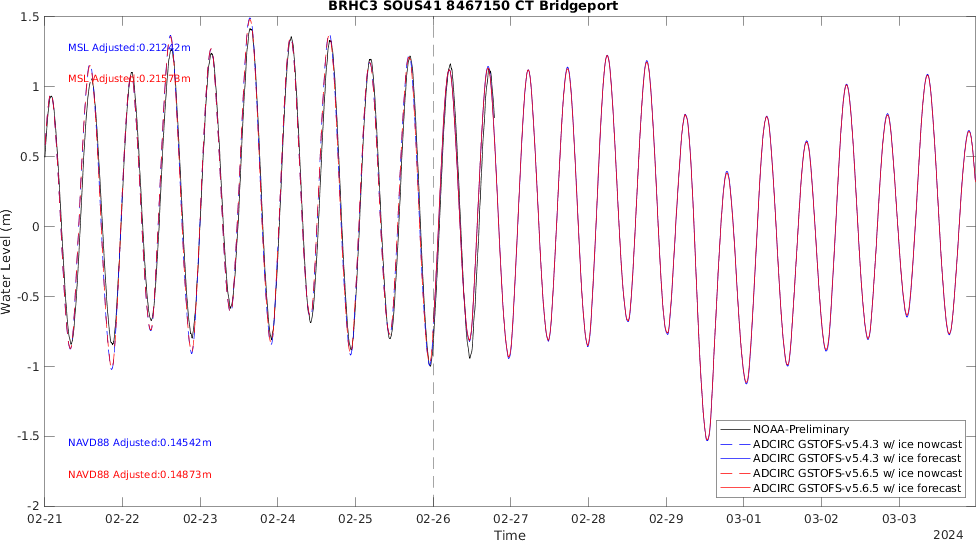 BRHC3 SOUS41 8467150 CT Bridgeport
1.5
1
0.5
0
-0.5
-1
-1.5
-2
Water Level (m)
MSL Adjusted:0.21242m
MSL Adjusted:0.21573m
NAVD88 Adjusted:0.14542m
NAVD88 Adjusted:0.14873m
NOAA-Preliminary
ADCIRC GSTOFS-v5.4.3 w/ ice nowcast
ADCIRC GSTOFS-v5.4.3 w/ ice forecast
ADCIRC GSTOFS-v5.6.5 w/ ice nowcast
ADCIRC GSTOFS-v5.6.5 w/ ice forecast
02-21 02-22 02-23 02-24 02-25 02-26 02-27 02-28 02-29 03-01 03-02 03-03
Time
2024